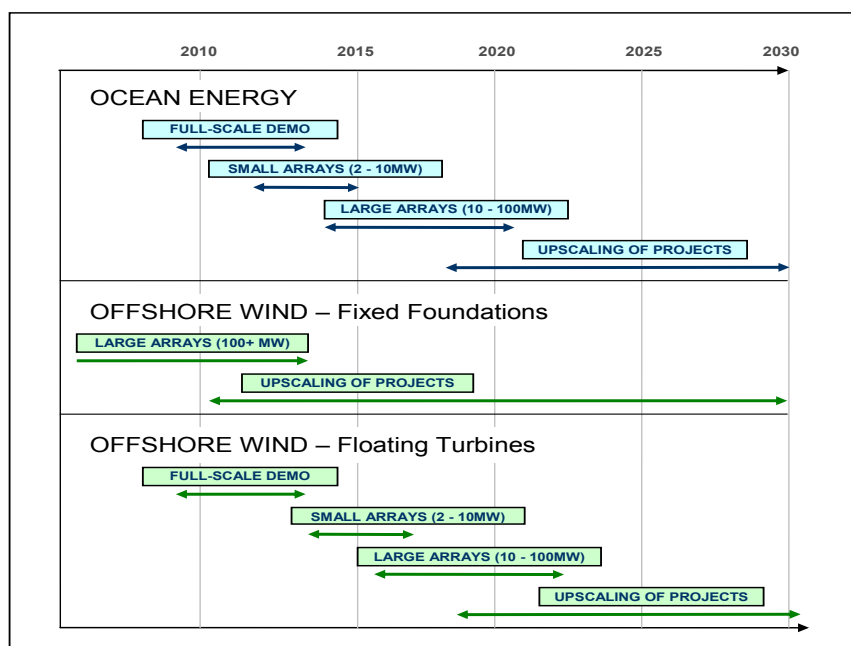 2010 2015 2020 2025 2030
OCEAN ENERGY
FULL-SCALE DEMO
SMALL ARRAYS (2 - 10MW)
LARGE ARRAYS (10 - 100MW)
UPSCALING OF PROJECTS
OFFSHORE WIND – Fixed Foundations
LARGE ARRAYS (100+ MW)
UPSCALING OF PROJECTS
OFFSHORE WIND – Floating Turbines
FULL-SCALE DEMO
SMALL ARRAYS (2 - 10MW)
LARGE ARRAYS (10 - 100MW)
UPSCALING OF PROJECTS